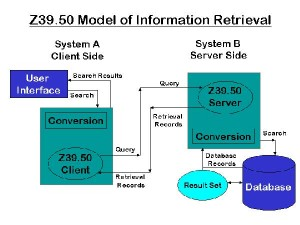 Z39.50 Model of Information Retrieval
System A
Client Side
System B
Server Side
User
Interface
Search Results
Search
Conversion
Z39.50
Client
Query
Retrieval
Records
Query
Retrieval
Records
Z39.50
Server
Conversion
Search
Database
Records
Result Set
Database